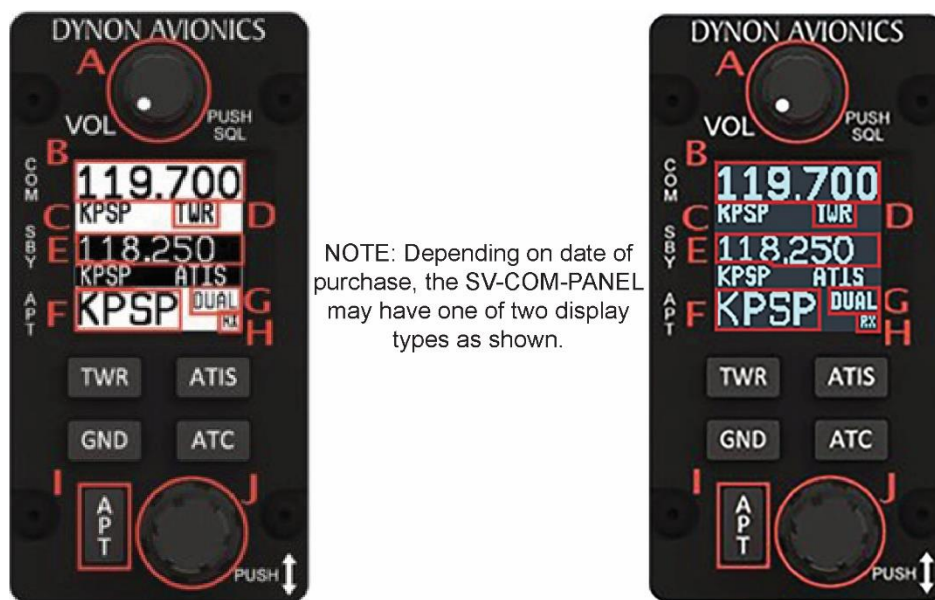 DYNON AVIONICS
A
VOL
PUSH
SQL
B
COM
119.700
C
KPSP TWR
D
SBY
E
118.250
KPSP ATIS
APT
F
KPSP
DUAL
G
RX
H
TWR ATIS
GND ATC
I
APT
J
PUSH
NOTE: Depending on date of
purchase, the SV-COM-PANEL
may have one of two display
types as shown.
DYNON AVIONICS
A
VOL
PUSH
SQL
B
COM
119.700
C
KPSP TWR
D
SBY
E
118.250
KPSP ATIS
APT
F
KPSP
DUAL
G
RX
H
TWR ATIS
GND ATC
I
APT
J
PUSH